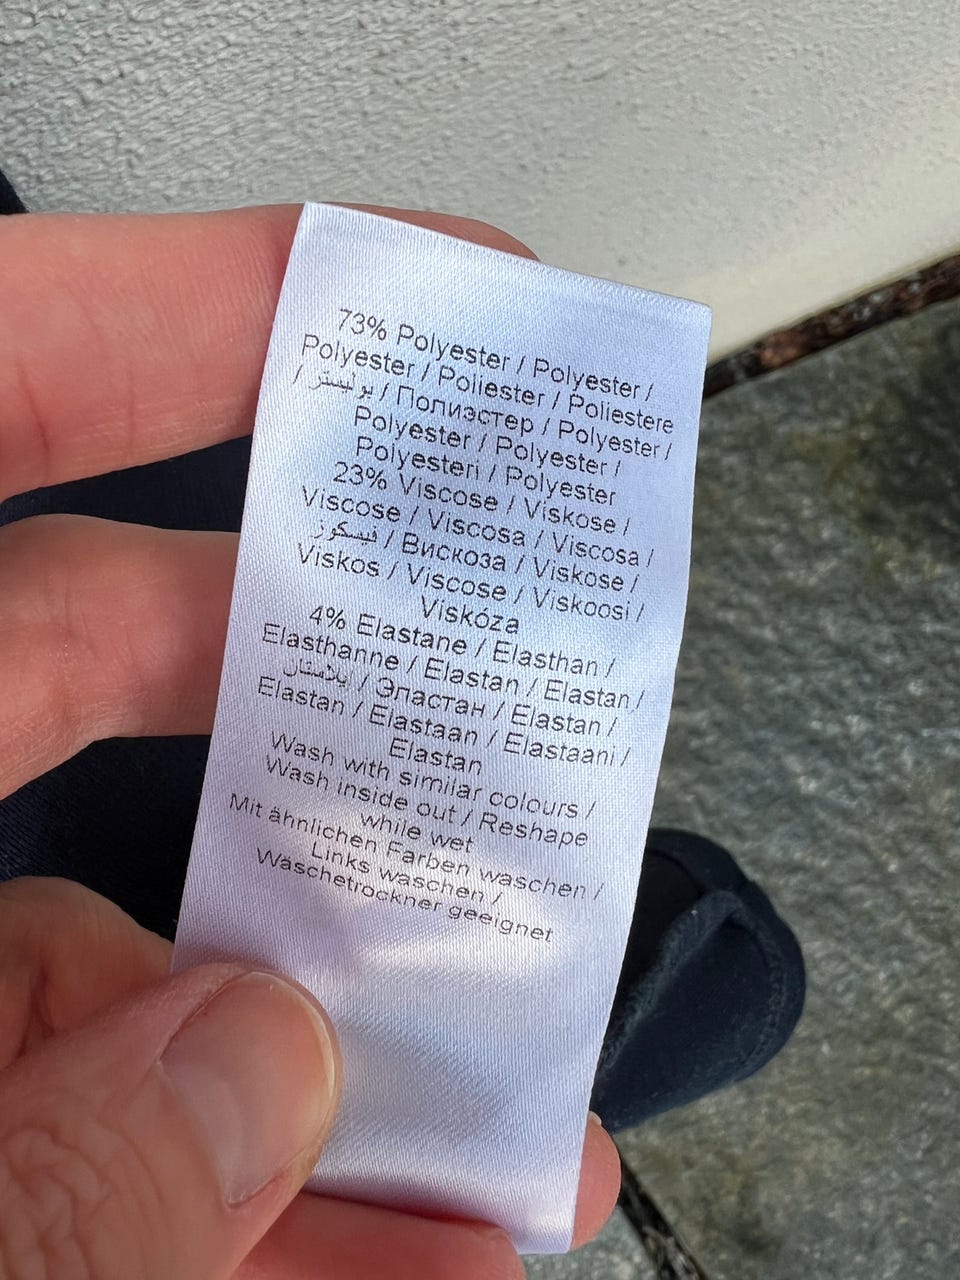 73% Polyester / Polyester /
Polyester / Poliester / Poliestere
/ بوليستر / Полиэстер / Polyester /
Polyester / Polyester /
Polyesteri / Polyester
23% Viscose / Viskose /
Viscose / Viscosa / Viscosa /
فيسكوز / Вискоза / Viskose /
Viskos / Viscose / Viskoosi /
Viskóza
4% Elastane / Elasthan /
Elasthanne / Elastan / Elastan /
/ Эластан / Elastan /
Elastan / Elastaan / Elastaani /
Elastan
Wash with similar colours /
Wash inside out / Reshape
while wet
Mit ähnlichen Farben waschen /
Links waschen /
Wäschetrockner geeignet